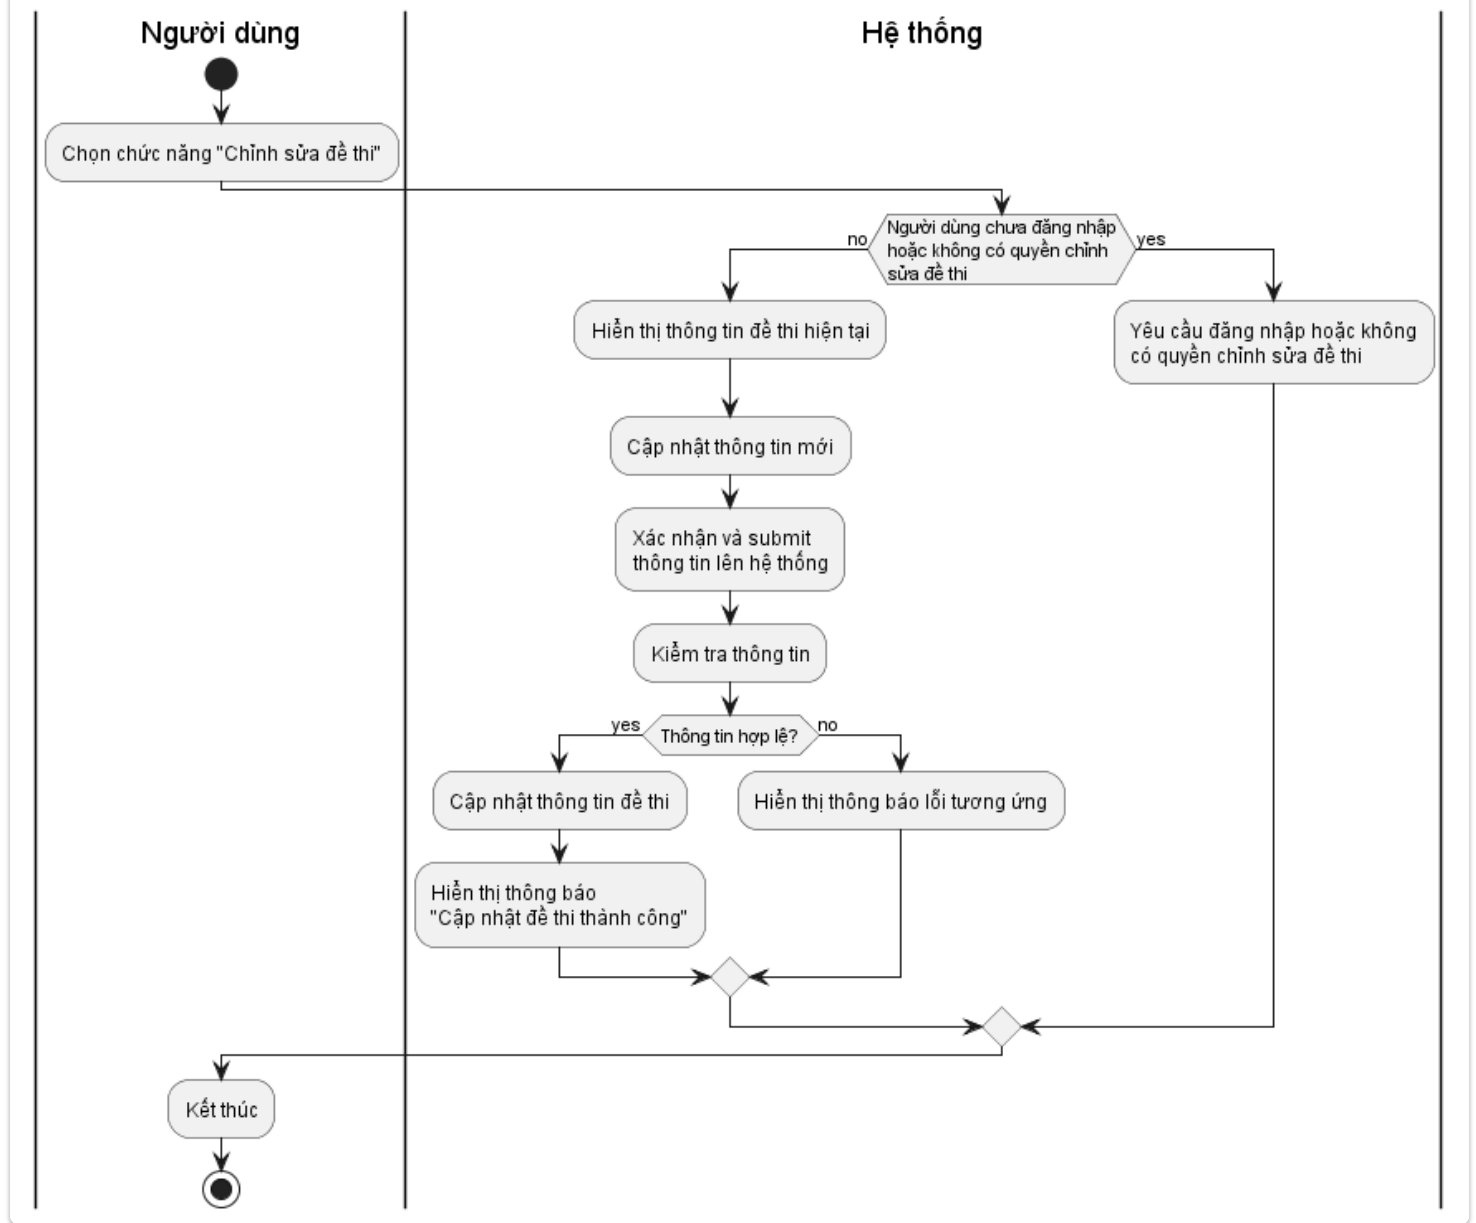 Người dùng
Hệ thống
Chọn chức năng "Chỉnh sửa đề thi"
Người dùng chưa đăng nhập
hoặc không có quyền chỉnh
sửa đề thi
no
yes
Hiển thị thông tin đề thi hiện tại
Yêu cầu đăng nhập hoặc không
có quyền chỉnh sửa đề thi
Cập nhật thông tin mới
Xác nhận và submit
thông tin lên hệ thống
Kiểm tra thông tin
yes
Thông tin hợp lệ?
no
Cập nhật thông tin đề thi
Hiển thị thông báo lỗi tương ứng
Hiển thị thông báo
"Cập nhật đề thi thành công"
Kết thúc